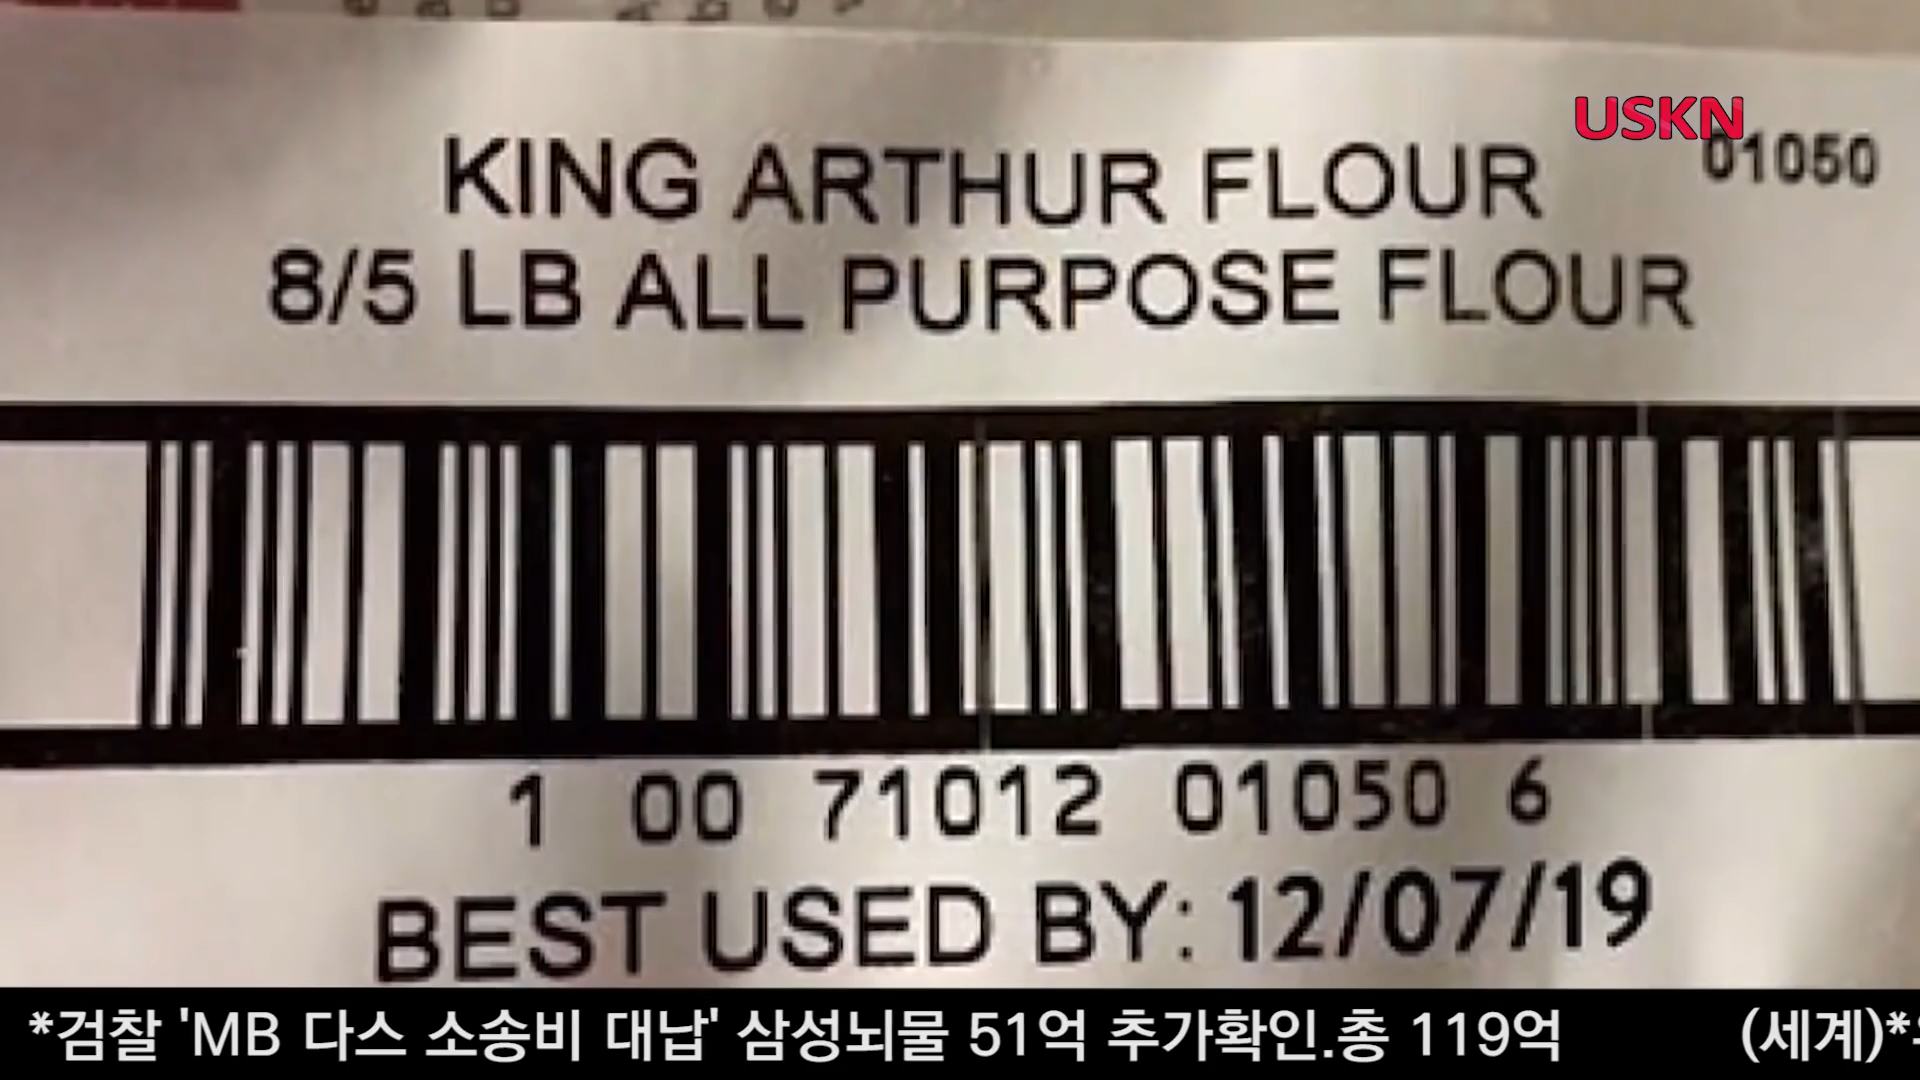 USKN
01050
KING ARTHUR FLOUR
8/5 LB ALL PURPOSE FLOUR
1 00 71012 01050 6
BEST USED BY: 12/07/19
*검찰 'MB 다스 소송비 대납' 삼성뇌물 51억 추가확인.총 119억 (세계)*